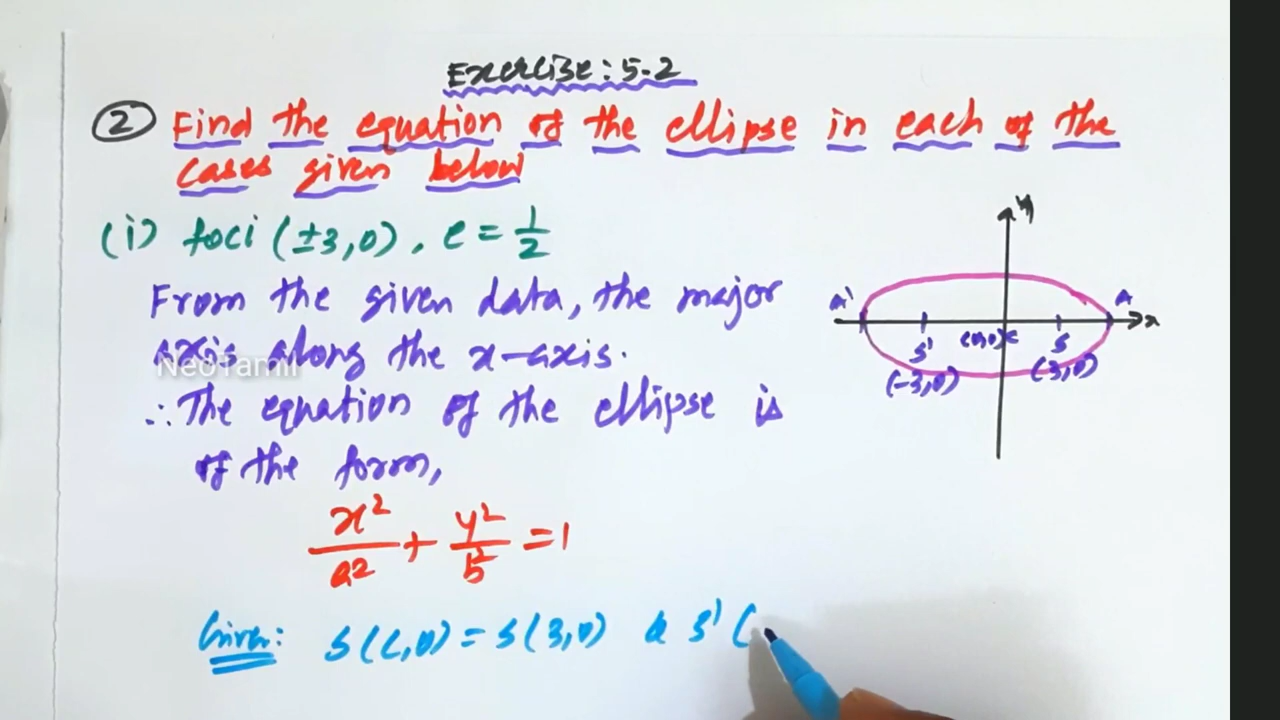 Exercise: 5.2
② Find the equation of the ellipse in each of the
cases given below
(i) foci (±3,0), e = 1/2
From the given data, the major
axis along the x-axis.
NeoTamil
∴ The equation of the ellipse is
of the form,
x²/a² + y²/b² = 1
Given: S(c,0) = S(3,0) & S' (
y
A' A
x
S' (0,0)C S
(-3,0) (3,0)